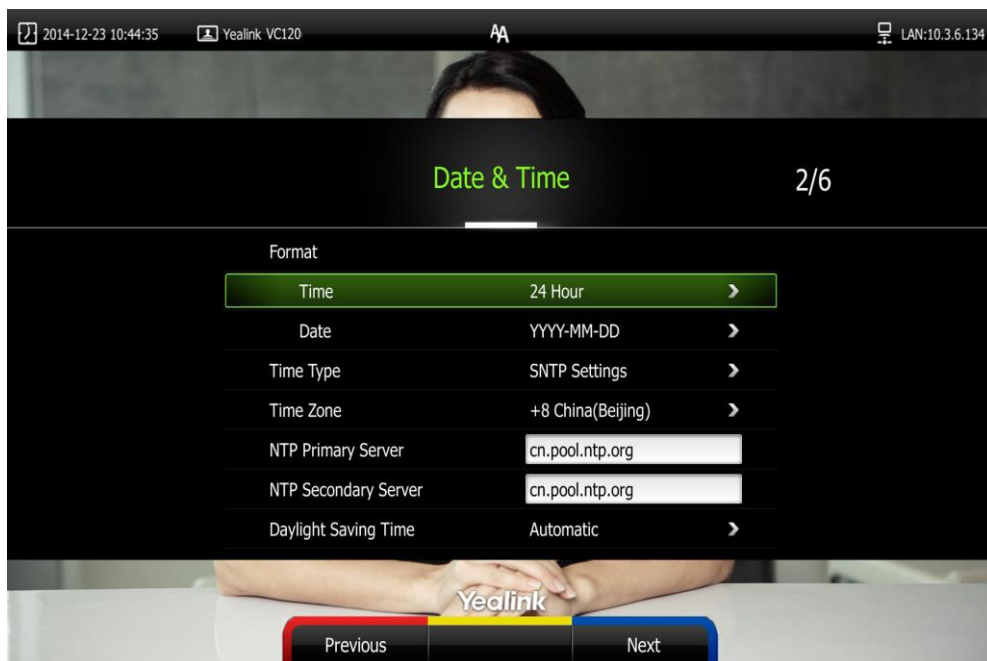 2014-12-23 10:44:35 Yealink VC120 LAN:10.3.6.134
Date & Time 2/6
Format
Time 24 Hour
Date YYYY-MM-DD
Time Type SNTP Settings
Time Zone +8 China(Beijing)
NTP Primary Server cn.pool.ntp.org
NTP Secondary Server cn.pool.ntp.org
Daylight Saving Time Automatic
Yealink
Previous Next